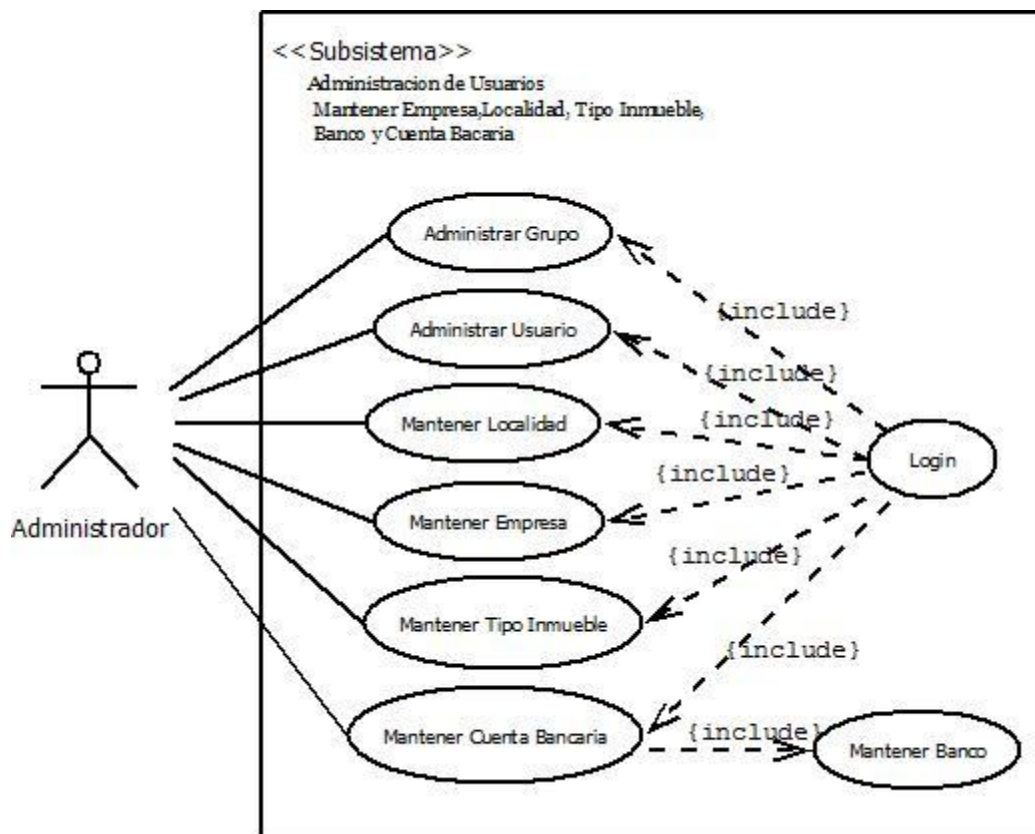 <<Subsistema>>
Administracion de Usuarios
Mantener Empresa,Localidad, Tipo Inmueble,
Banco y Cuenta Bacaria
Administrar Grupo
{include}
Administrar Usuario
{include}
Mantener Localidad
{include}
Login
{include}
Mantener Empresa
Administrador
{include}
Mantener Tipo Inmueble
{include}
Mantener Cuenta Bancaria
{include}
Mantener Banco